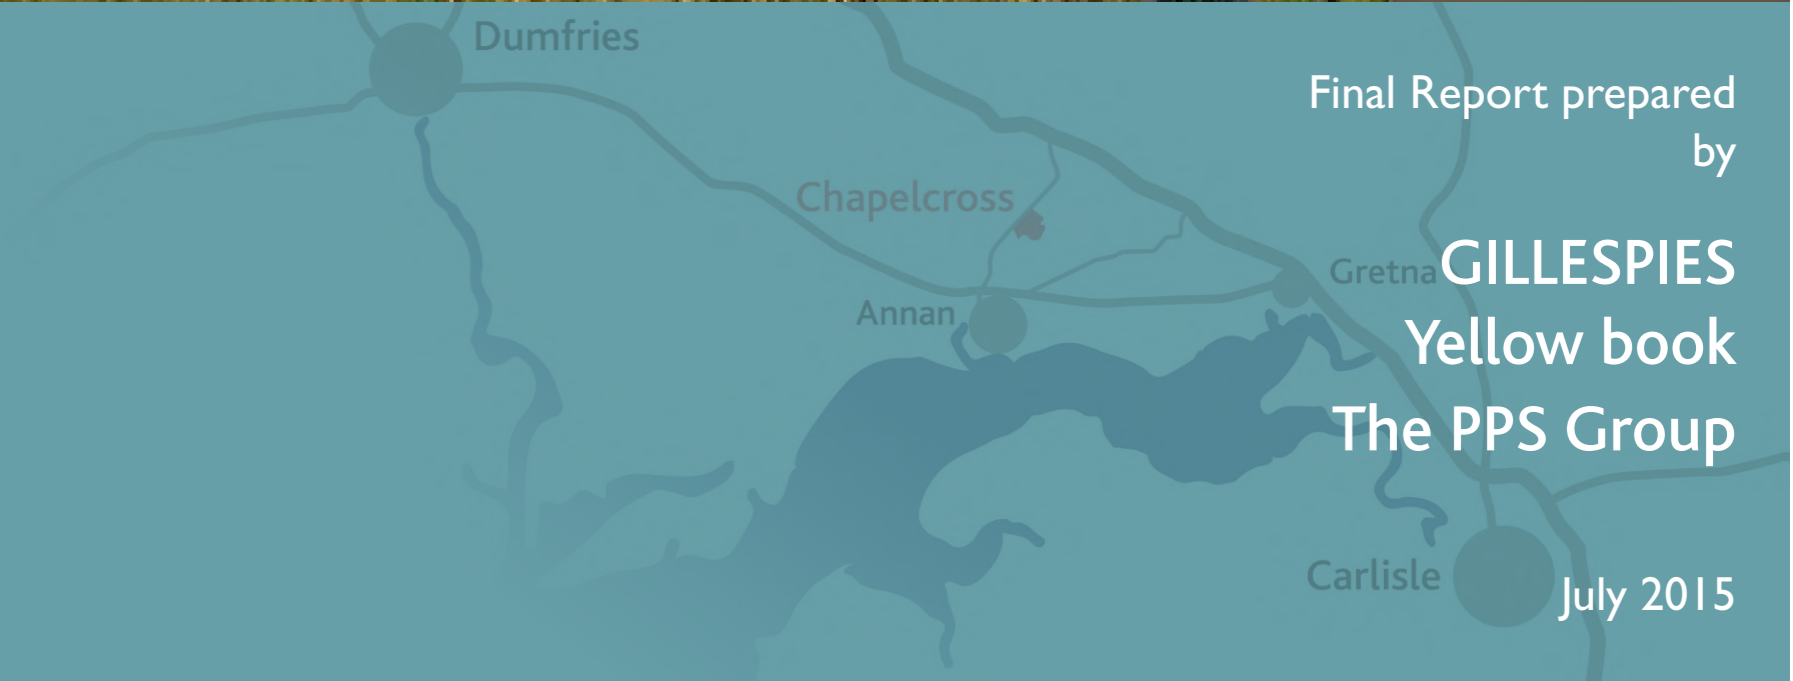 Dumfries
Final Report prepared
by
Chapelcross
GILLESPIES
Gretna
Annan
Yellow book
The PPS Group
Carlisle
July 2015